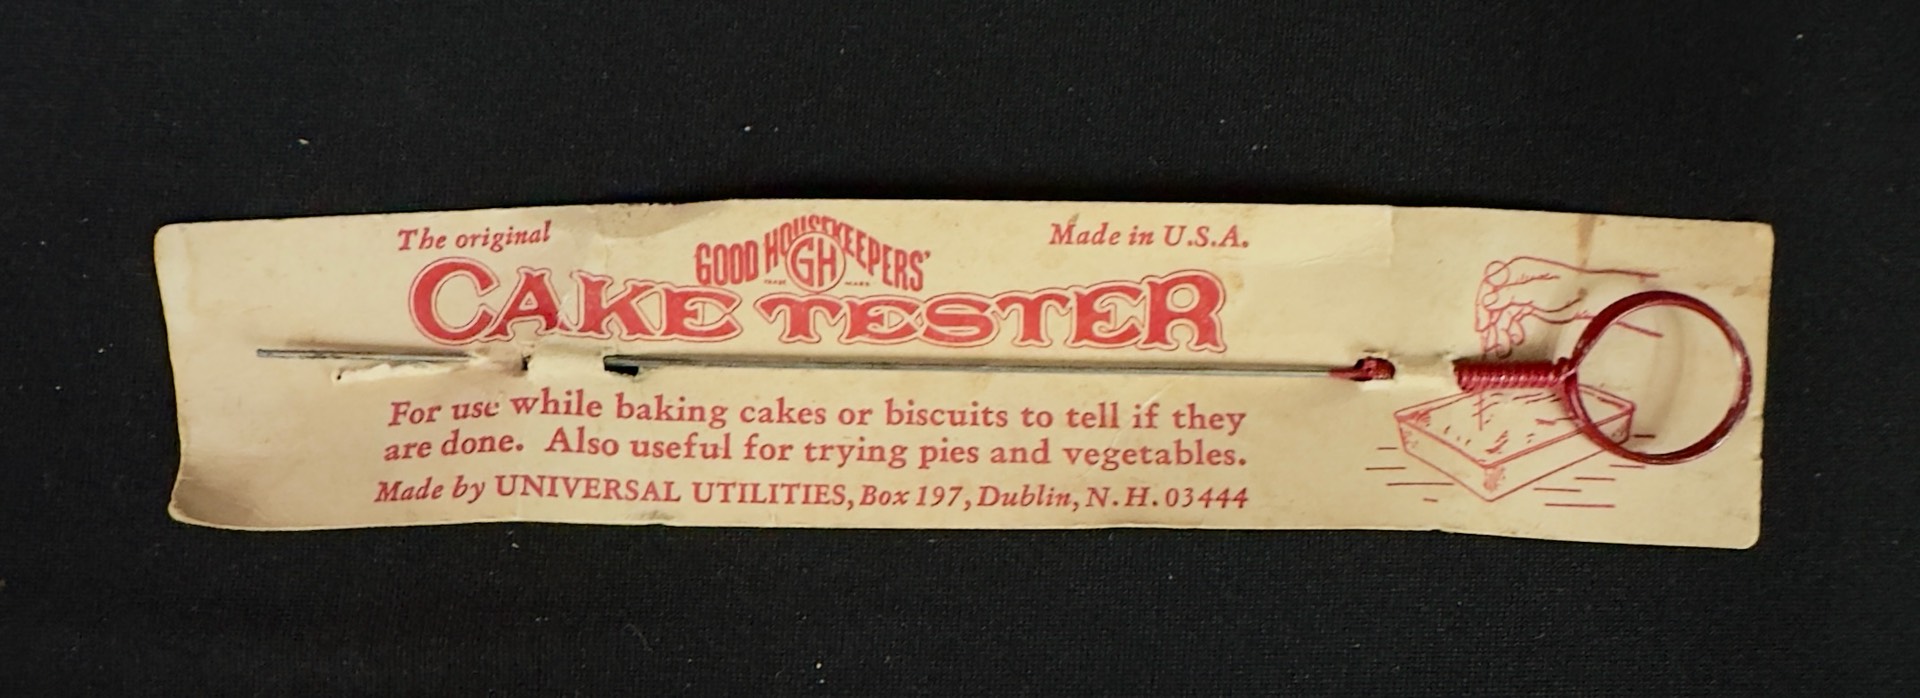 The original
Made in U.S.A.
GOOD HOUSEKEEPERS'
GH
TRADE MARK
CAKE TESTER
For use while baking cakes or biscuits to tell if they
are done. Also useful for trying pies and vegetables.
Made by UNIVERSAL UTILITIES, Box 197, Dublin, N.H. 03444